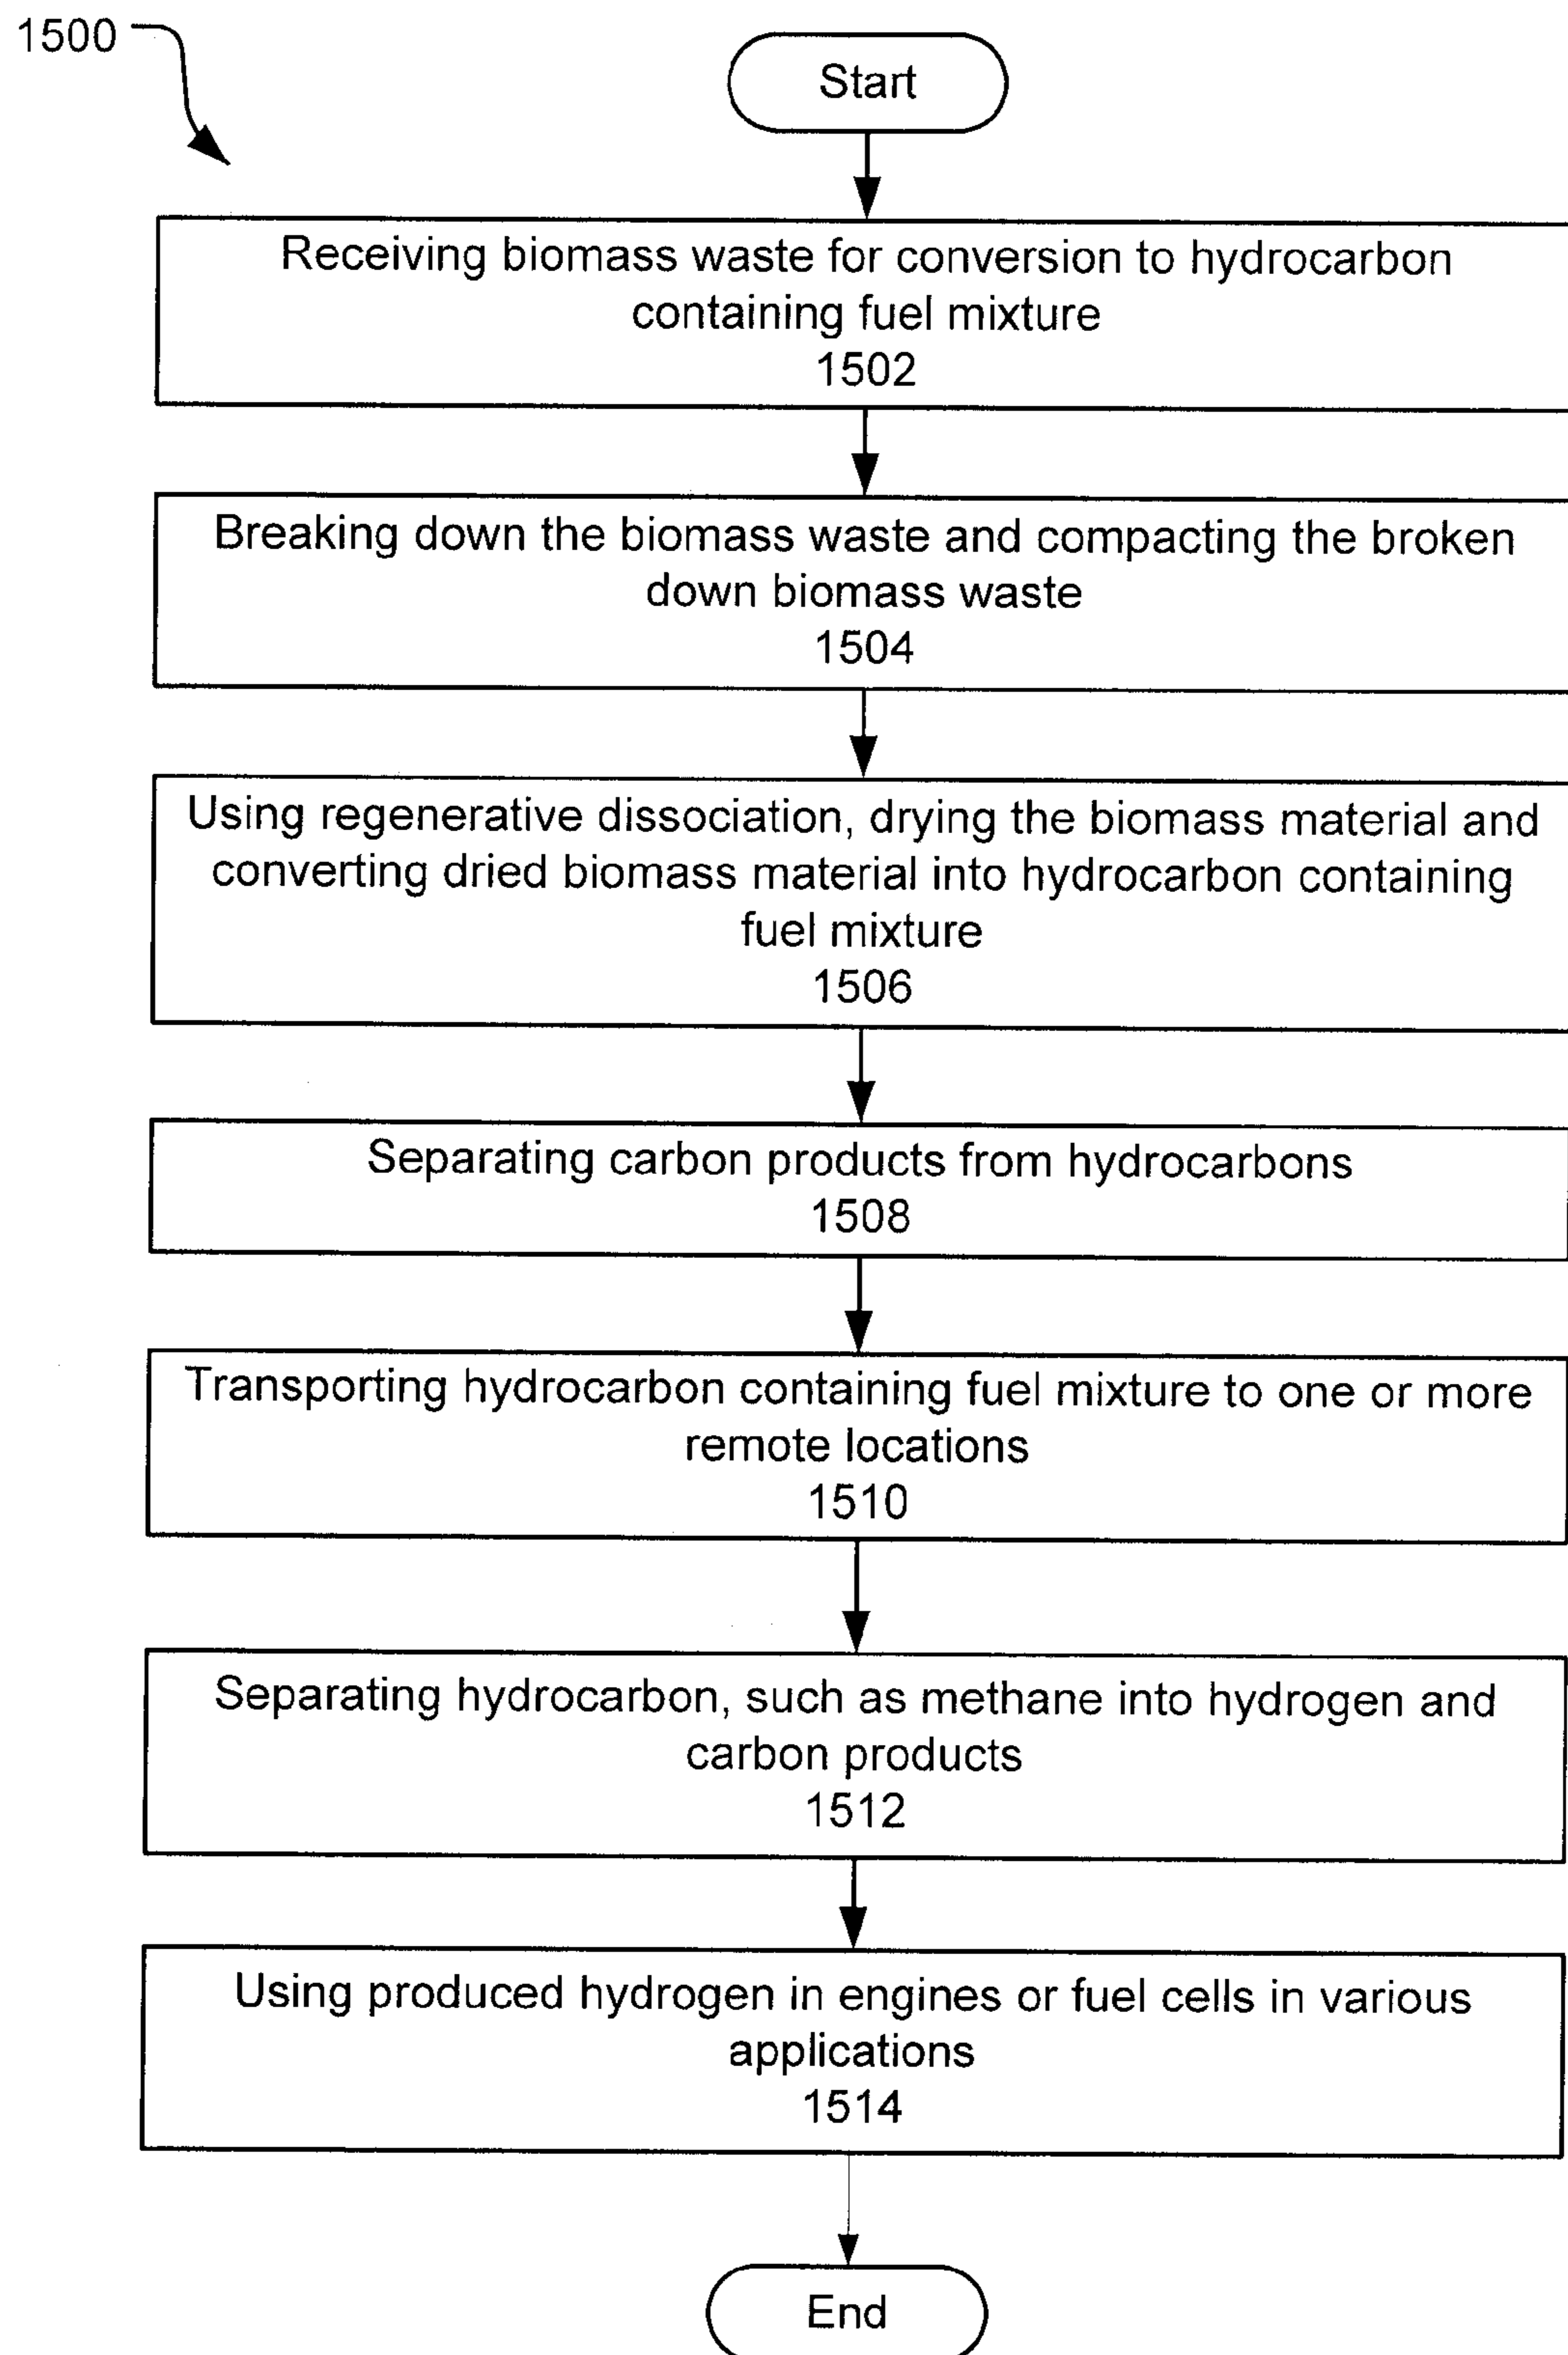 1500
Start
Receiving biomass waste for conversion to hydrocarbon
containing fuel mixture
1502
Breaking down the biomass waste and compacting the broken
down biomass waste
1504
Using regenerative dissociation, drying the biomass material and
converting dried biomass material into hydrocarbon containing
fuel mixture
1506
Separating carbon products from hydrocarbons
1508
Transporting hydrocarbon containing fuel mixture to one or more
remote locations
1510
Separating hydrocarbon, such as methane into hydrogen and
carbon products
1512
Using produced hydrogen in engines or fuel cells in various
applications
1514
End